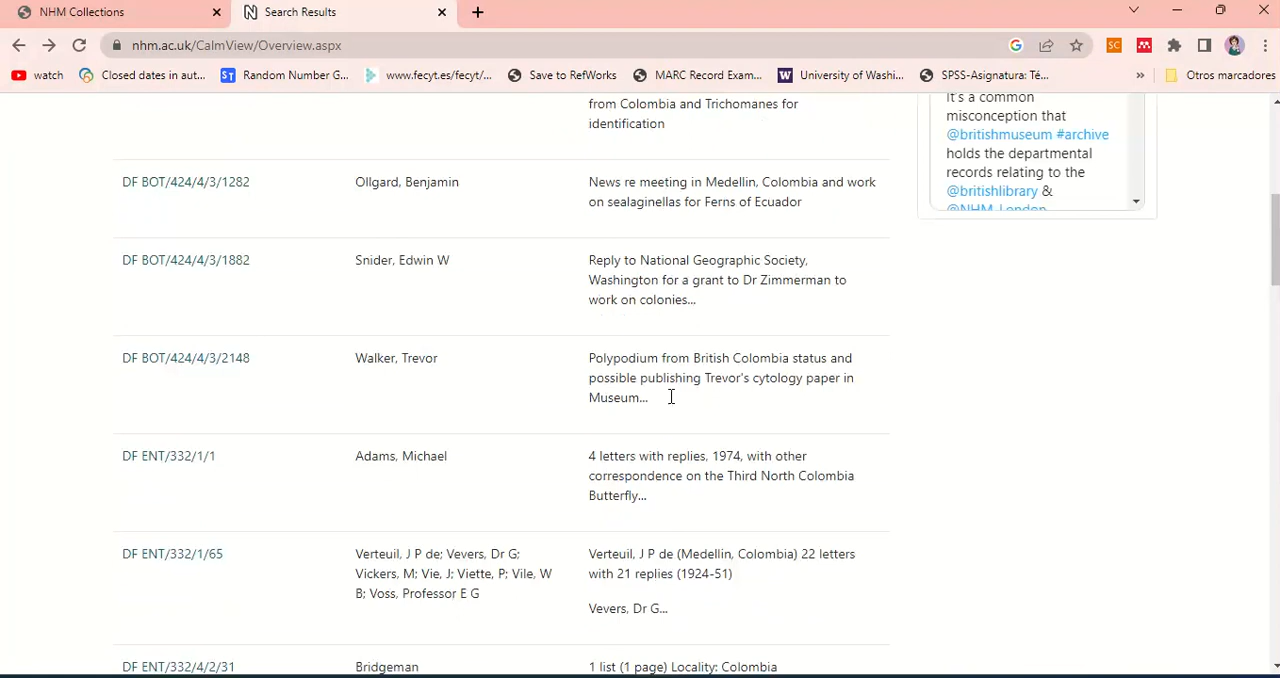 NHM Collections
Search Results
nhm.ac.uk/CalmView/Overview.aspx
watch
Closed dates in aut...
Random Number G...
www.fecyt.es/fecyt/...
Save to RefWorks
MARC Record Exam...
University of Washi...
SPSS-Asignatura: Té...
»
Otros marcadores
from Colombia and Trichomanes for
identification
DF BOT/424/4/3/1282
Ollgard, Benjamin
News re meeting in Medellin, Colombia and work
on sealaginellas for Ferns of Ecuador
DF BOT/424/4/3/1882
Snider, Edwin W
Reply to National Geographic Society,
Washington for a grant to Dr Zimmerman to
work on colonies...
DF BOT/424/4/3/2148
Walker, Trevor
Polypodium from British Colombia status and
possible publishing Trevor's cytology paper in
Museum...
DF ENT/332/1/1
Adams, Michael
4 letters with replies, 1974, with other
correspondence on the Third North Colombia
Butterfly...
DF ENT/332/1/65
Verteuil, J P de; Vevers, Dr G;
Vickers, M; Vie, J; Viette, P; Vile, W
B; Voss, Professor E G
Verteuil, J P de (Medellin, Colombia) 22 letters
with 21 replies (1924-51)
Vevers, Dr G...
DF ENT/332/4/2/31
Bridgeman
1 list (1 page) Locality: Colombia
It's a common
misconception that
@britishmuseum #archive
holds the departmental
records relating to the
@britishlibrary &
@NHM_London